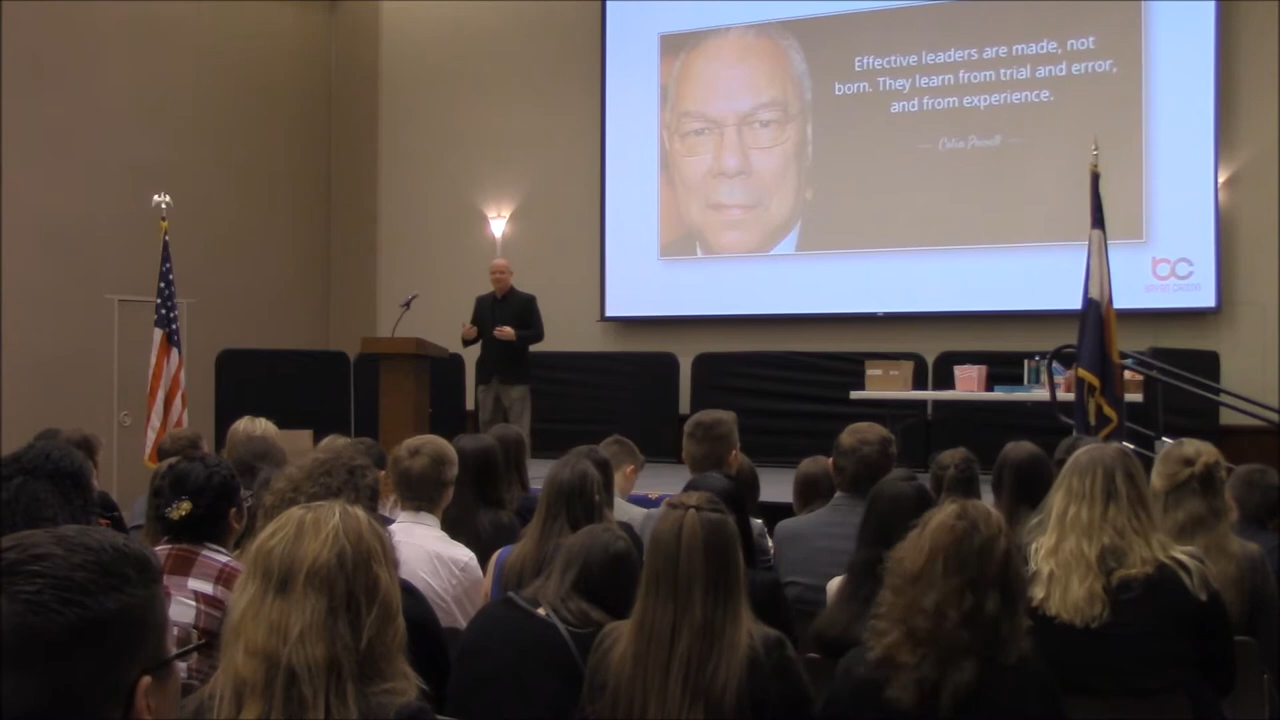 Effective leaders are made, not
born. They learn from trial and error,
and from experience.
Colin Powell
bc